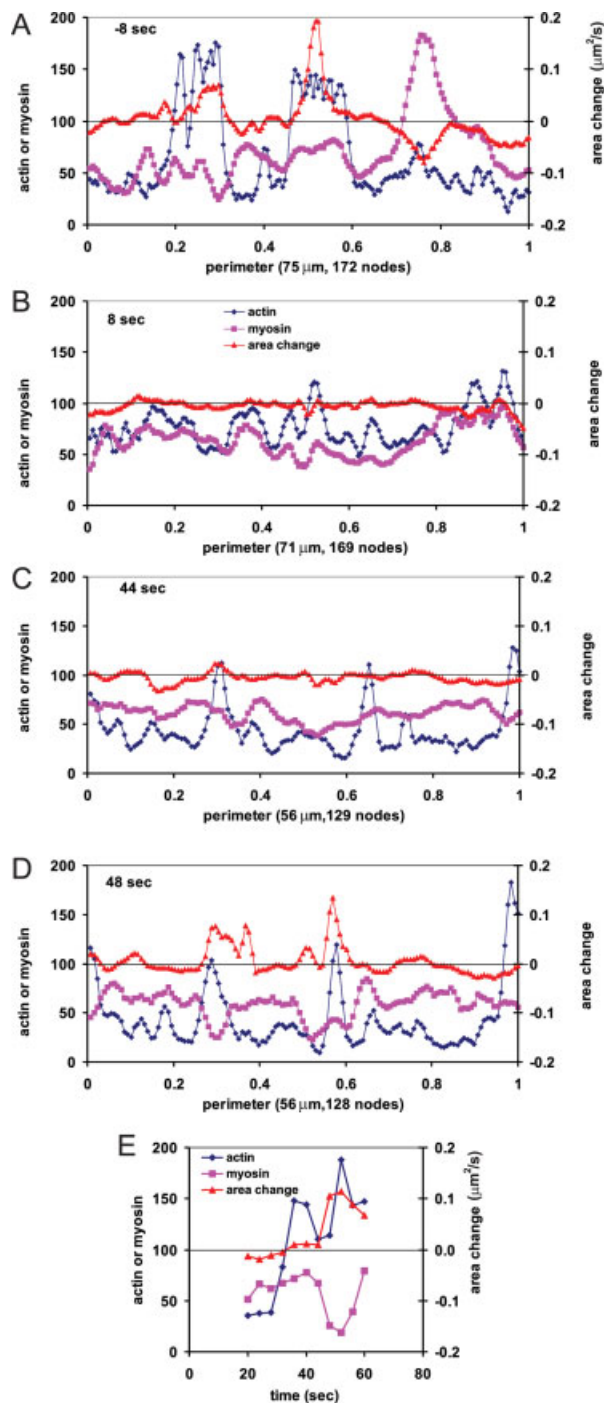 A
-8 sec
200
150
100
50
0
actin or myosin
0.2
0.1
0
-0.1
-0.2
area change (μm²/s)
0 0.2 0.4 0.6 0.8 1
perimeter (75 μm, 172 nodes)
B
8 sec
actin
myosin
area change
200
150
100
50
0
actin or myosin
0.2
0.1
0
-0.1
-0.2
area change
0 0.2 0.4 0.6 0.8 1
perimeter (71 μm, 169 nodes)
C
44 sec
200
150
100
50
0
actin or myosin
0.2
0.1
0
-0.1
-0.2
area change
0 0.2 0.4 0.6 0.8 1
perimeter (56 μm,129 nodes)
D
48 sec
200
150
100
50
0
actin or myosin
0.2
0.1
0
-0.1
-0.2
area change
0 0.2 0.4 0.6 0.8 1
perimeter (56 μm,128 nodes)
E
actin
myosin
area change
200
150
100
50
0
actin or myosin
0.2
0.1
0.0
-0.1
-0.2
area change (μm²/s)
0 20 40 60 80
time (sec)